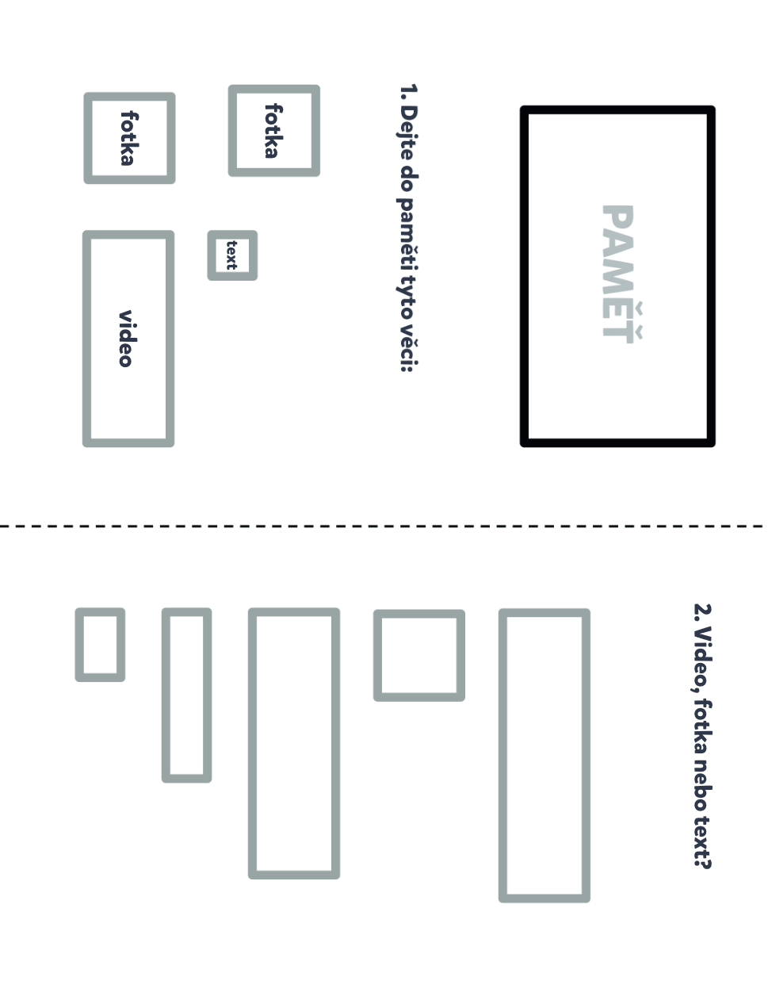 PAMĚŤ
1. Dejte do paměti tyto věci:
fotka
fotka
text
video
2. Video, fotka nebo text?